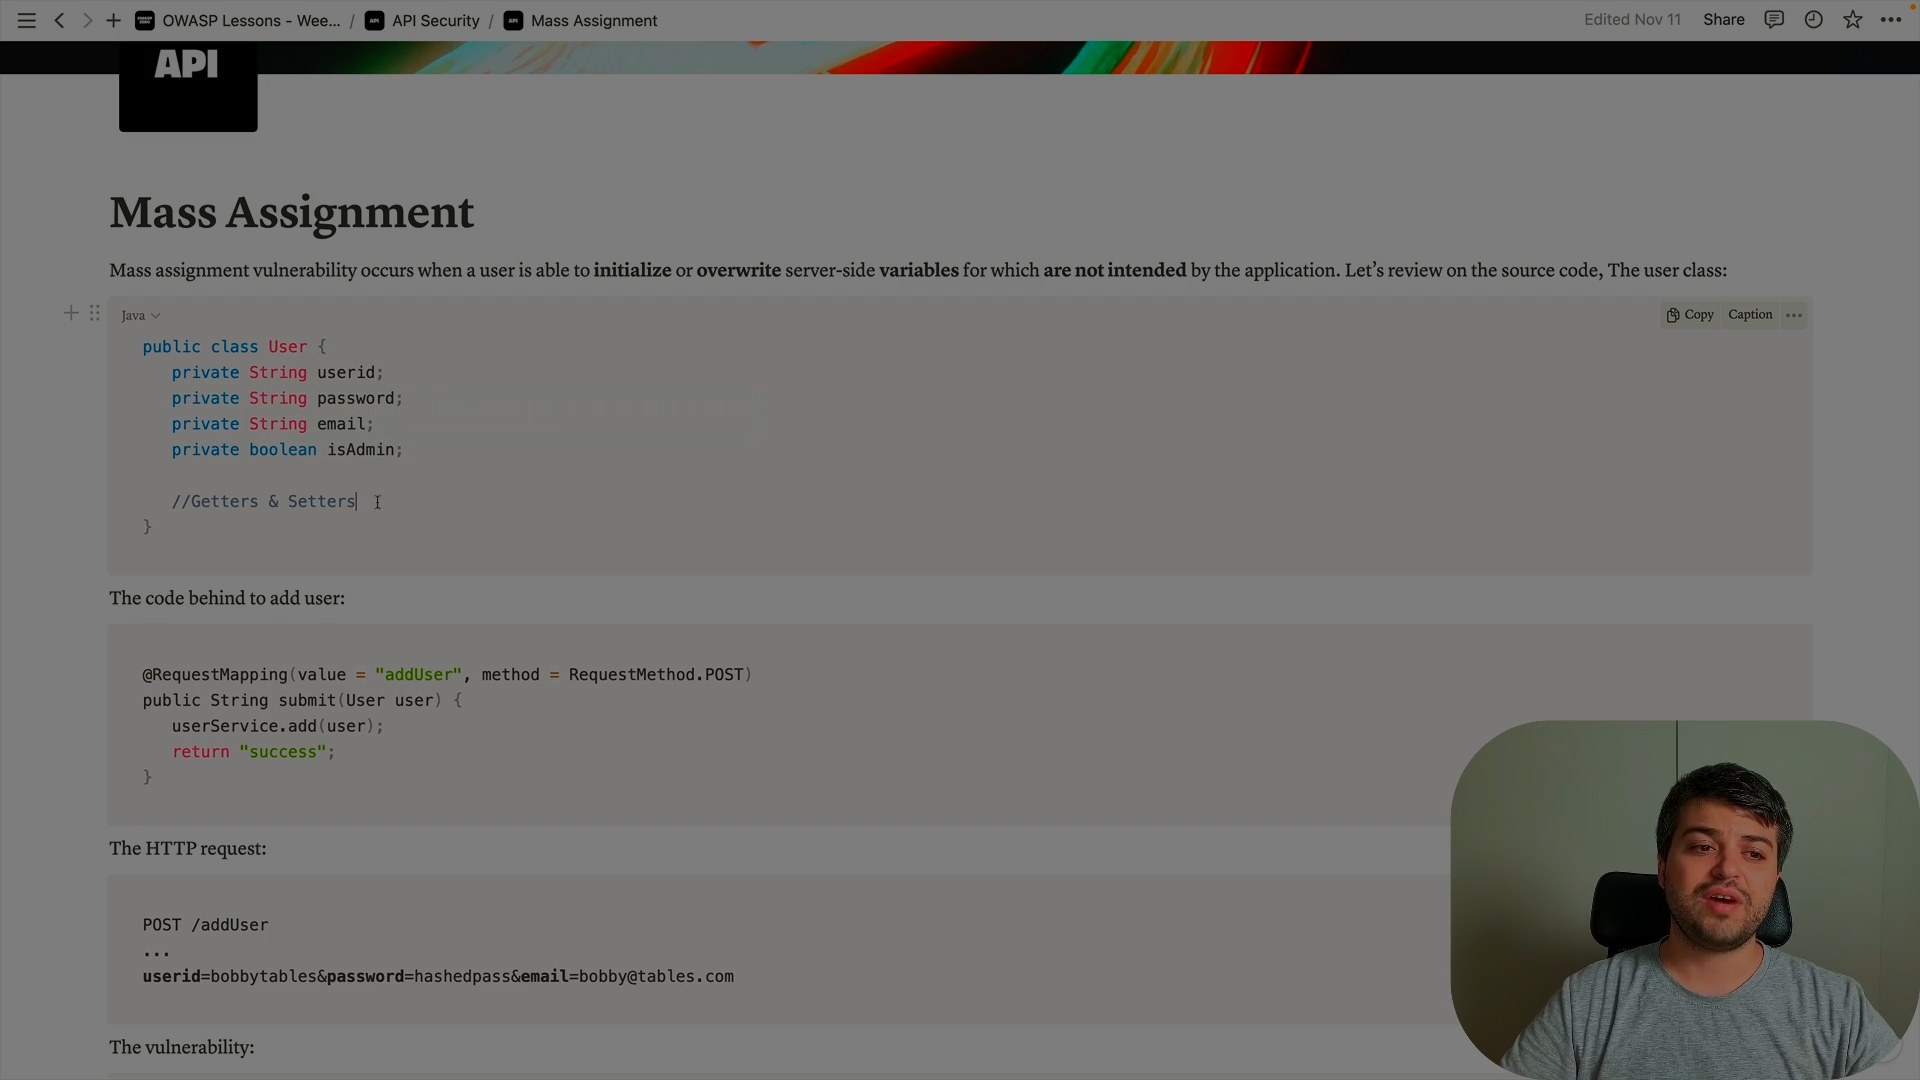 OWASP Lessons - Wee... / API Security / Mass Assignment
Edited Nov 11 Share
API
Mass Assignment
Mass assignment vulnerability occurs when a user is able to initialize or overwrite server-side variables for which are not intended by the application. Let’s review on the source code, The user class:
Java
Copy Caption
public class User {
private String userid;
private String password;
private String email;
private boolean isAdmin;
//Getters & Setters
}
The code behind to add user:
@RequestMapping(value = "addUser", method = RequestMethod.POST)
public String submit(User user) {
userService.add(user);
return "success";
}
The HTTP request:
POST /addUser
...
userid=bobbytables&password=hashedpass&email=bobby@tables.com
The vulnerability: